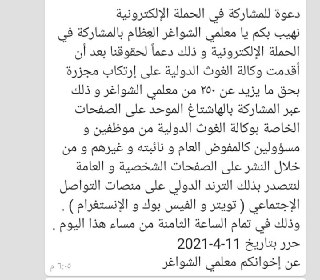 دعوة للمشاركة في الحملة الإلكترونية
نهيب بكم يا معلمي الشواغر العظام بالمشاركة في
الحملة الإلكترونية و ذلك دعماً لحقوقنا بعد أن
أقدمت وكالة الغوث الدولية على إرتكاب مجزرة
بحق ما يزيد عن ٢٥٠ من معلمي الشواغر و ذلك
عبر المشاركة بالهاشتاغ الموحد على الصفحات
الخاصة بوكالة الغوث الدولية من موظفين و
مسؤولين كالمفوض العام و نائبته و غيرهم و من
خلال النشر على الصفحات الشخصية و العامة
لنتصدر بذلك الترند الدولي على منصات التواصل
الإجتماعي ( تويتر و الفيس بوك و الإنستغرام ) .
وذلك في تمام الساعة الثامنة من مساء هذا اليوم .
حرر بتاريخ 11-4-2021
عن إخوانكم معلمي الشواغر
٦:٠٥ م